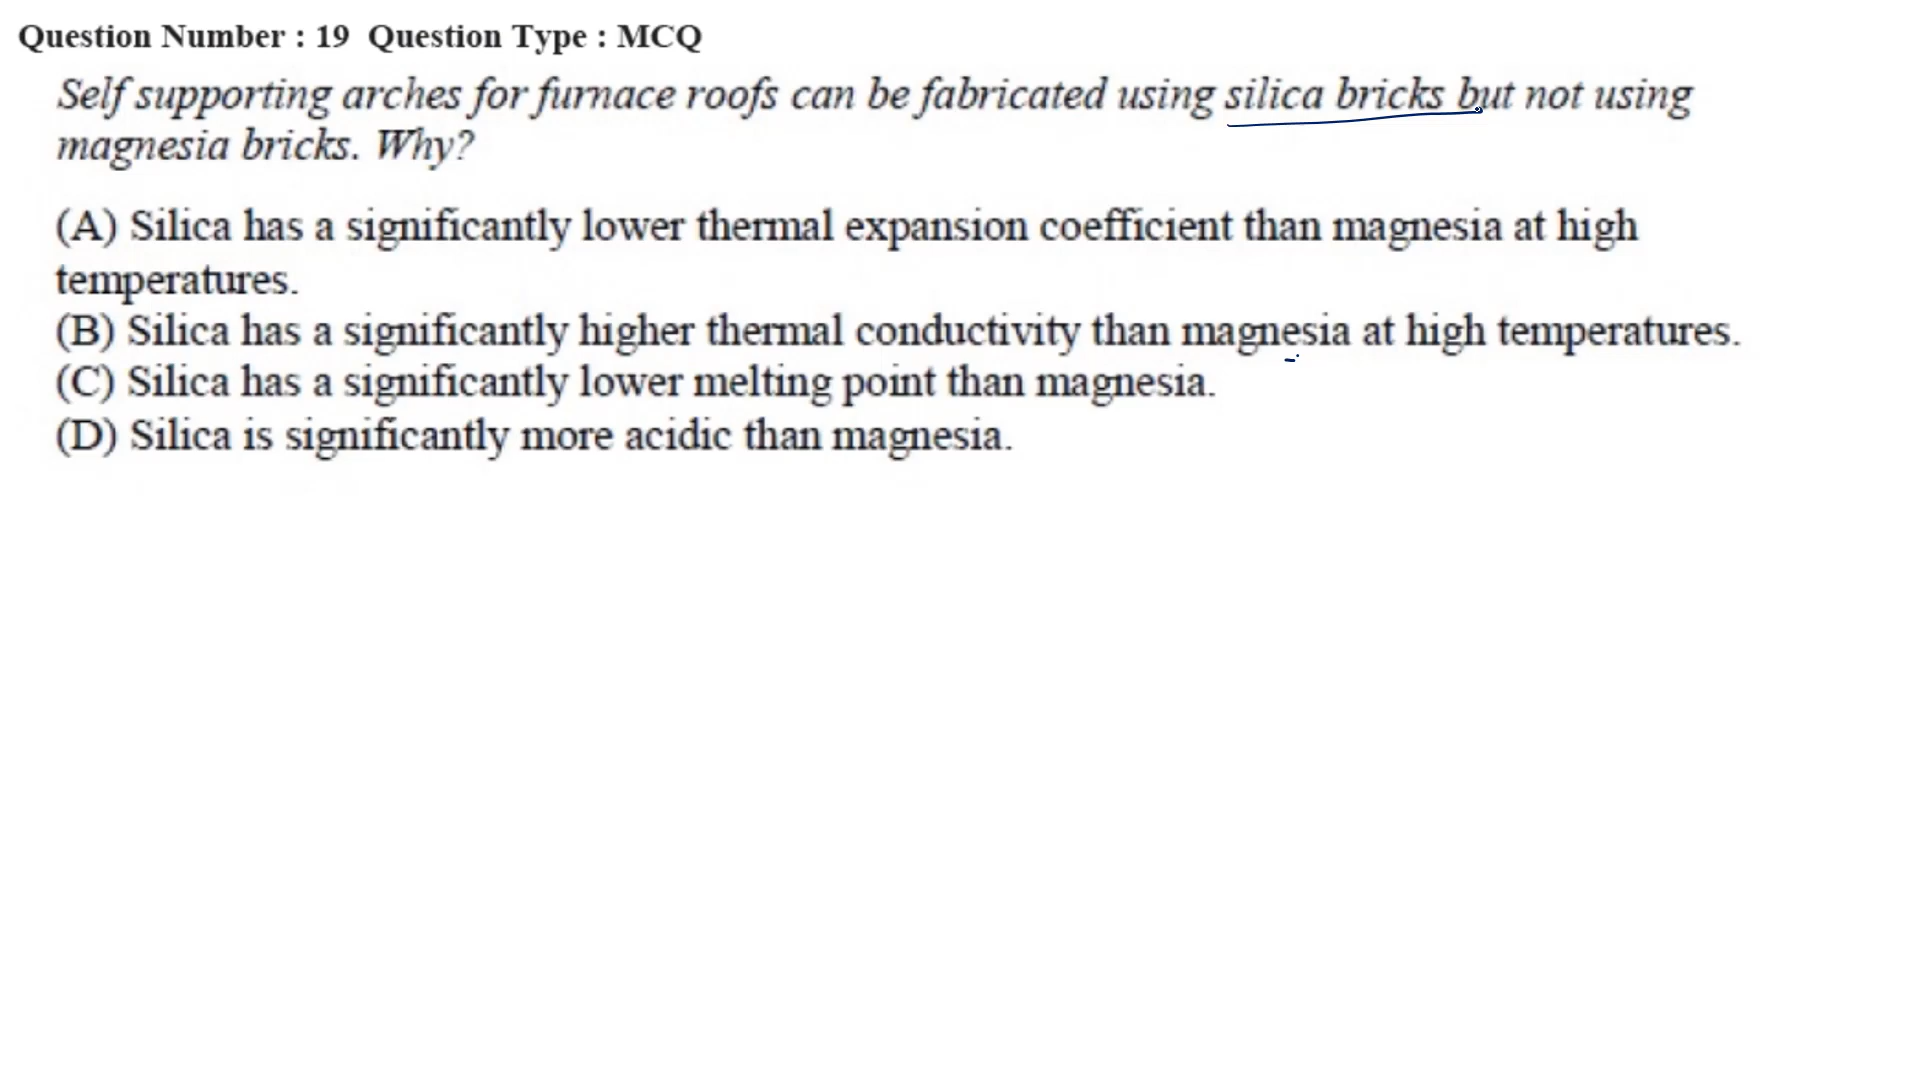 Question Number : 19 Question Type : MCQ
Self supporting arches for furnace roofs can be fabricated using silica bricks but not using
magnesia bricks. Why?
(A) Silica has a significantly lower thermal expansion coefficient than magnesia at high
temperatures.
(B) Silica has a significantly higher thermal conductivity than magnesia at high temperatures.
(C) Silica has a significantly lower melting point than magnesia.
(D) Silica is significantly more acidic than magnesia.